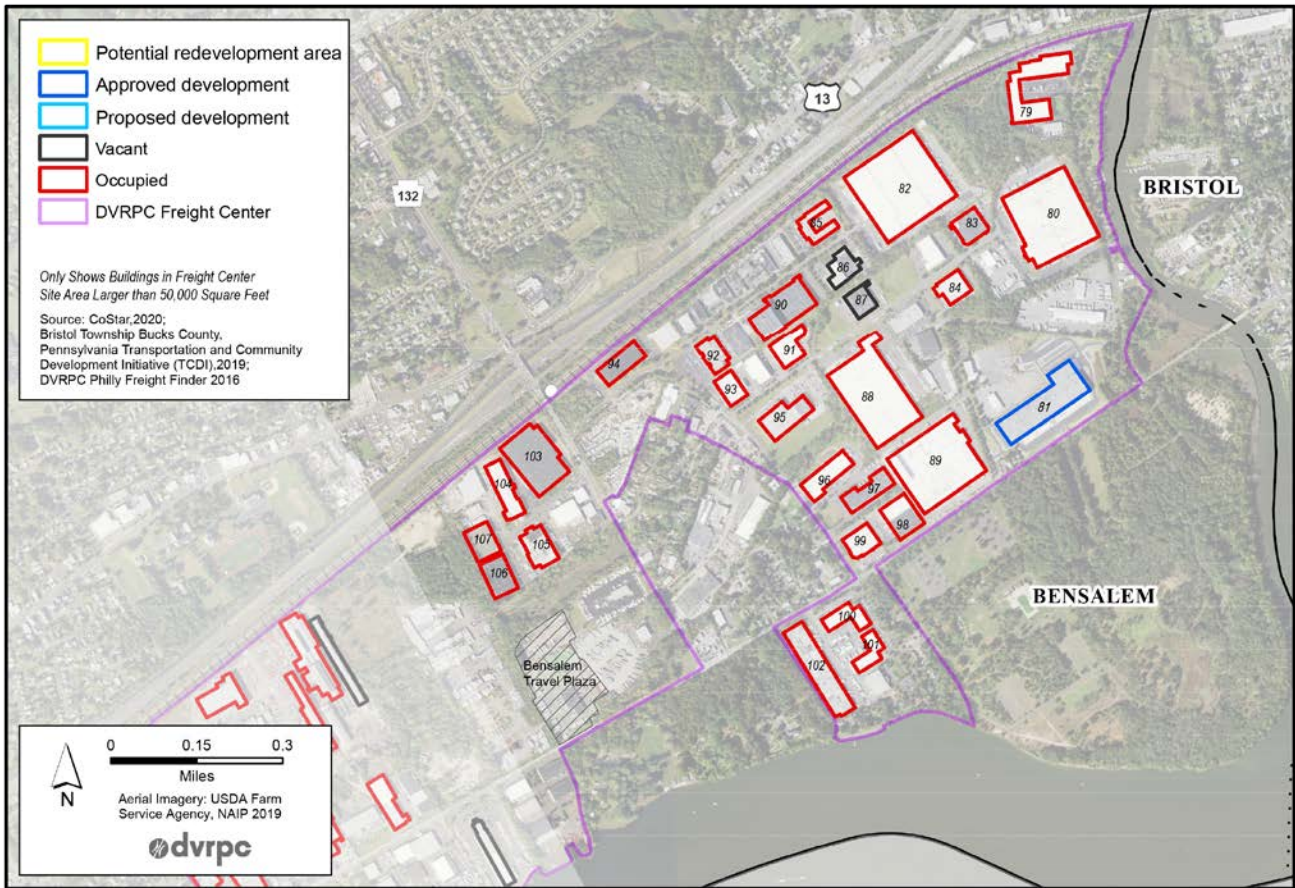 Potential redevelopment area
Approved development
Proposed development
Vacant
Occupied
DVRPC Freight Center
Only Shows Buildings in Freight Center
Site Area Larger than 50,000 Square Feet
Source: CoStar,2020;
Bristol Township Bucks County,
Pennsylvania Transportation and Community
Development Initiative (TCDI),2019;
DVRPC Philly Freight Finder 2016
13
132
BRISTOL
79
82
80
85
83
86
84
87
90
91
92
94
93
88
95
81
89
103
96
104
97
98
107
105
99
106
BENSALEM
100
101
102
Bensalem
Travel Plaza
0 0.15 0.3
Miles
N
Aerial Imagery: USDA Farm
Service Agency, NAIP 2019
dvrpc